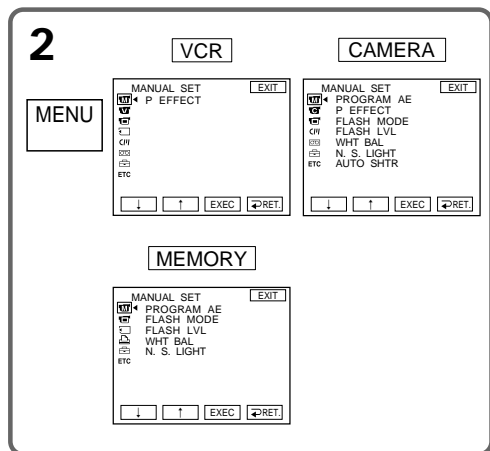 2
VCR
CAMERA
MENU
MANUAL SET
EXIT
P EFFECT
ETC
↓ ↑ EXEC RET.
MANUAL SET
EXIT
PROGRAM AE
P EFFECT
FLASH MODE
FLASH LVL
WHT BAL
N. S. LIGHT
ETC AUTO SHTR
↓ ↑ EXEC RET.
MEMORY
MANUAL SET
EXIT
PROGRAM AE
FLASH MODE
FLASH LVL
WHT BAL
N. S. LIGHT
ETC
↓ ↑ EXEC RET.